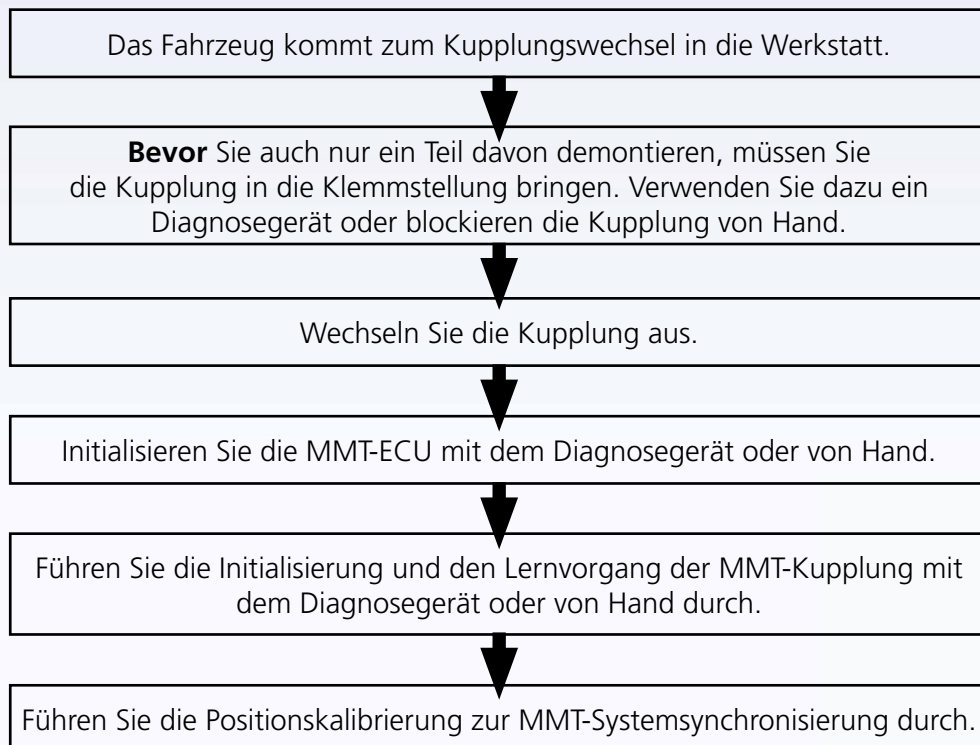 Das Fahrzeug kommt zum Kupplungswechsel in die Werkstatt.
Bevor Sie auch nur ein Teil davon demontieren, müssen Sie
die Kupplung in die Klemmstellung bringen. Verwenden Sie dazu ein
Diagnosegerät oder blockieren die Kupplung von Hand.
Wechseln Sie die Kupplung aus.
Initialisieren Sie die MMT-ECU mit dem Diagnosegerät oder von Hand.
Führen Sie die Initialisierung und den Lernvorgang der MMT-Kupplung mit
dem Diagnosegerät oder von Hand durch.
Führen Sie die Positionskalibrierung zur MMT-Systemsynchronisierung durch.